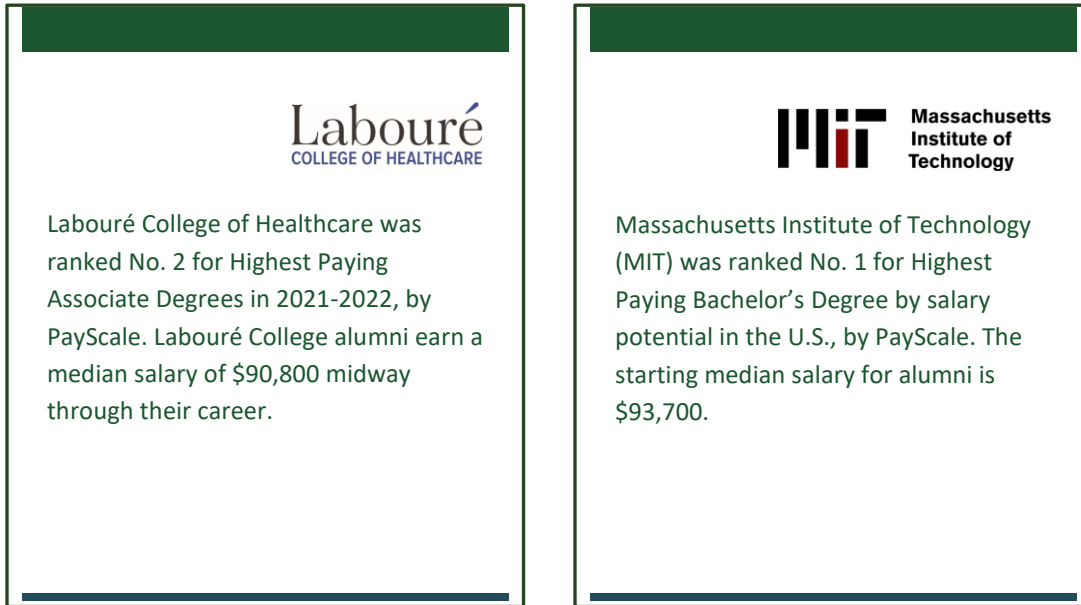 Labouré
COLLEGE OF HEALTHCARE
Labouré College of Healthcare was
ranked No. 2 for Highest Paying
Associate Degrees in 2021-2022, by
PayScale. Labouré College alumni earn a
median salary of $90,800 midway
through their career.
MIT
Massachusetts
Institute of
Technology
Massachusetts Institute of Technology
(MIT) was ranked No. 1 for Highest
Paying Bachelor’s Degree by salary
potential in the U.S., by PayScale. The
starting median salary for alumni is
$93,700.